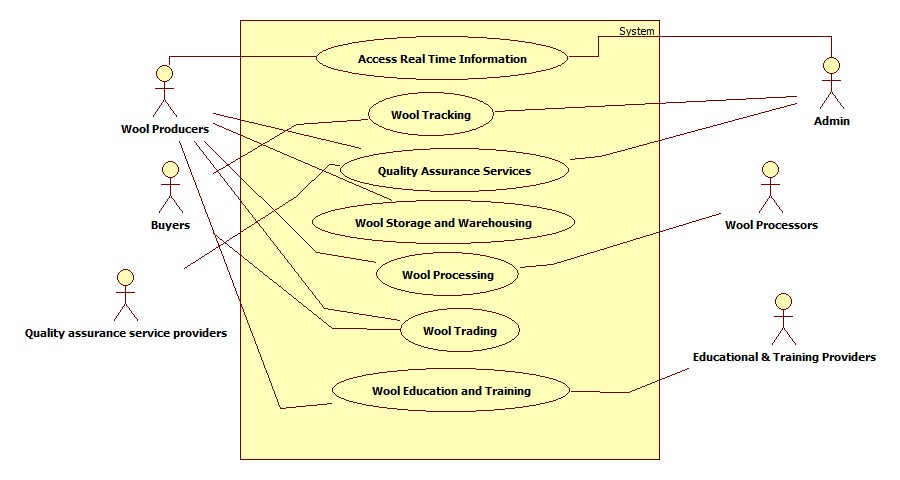 System
Access Real Time Information
Wool Producers
Wool Tracking
Admin
Quality Assurance Services
Buyers
Wool Storage and Warehousing
Wool Processors
Wool Processing
Quality assurance service providers
Wool Trading
Educational & Training Providers
Wool Education and Training